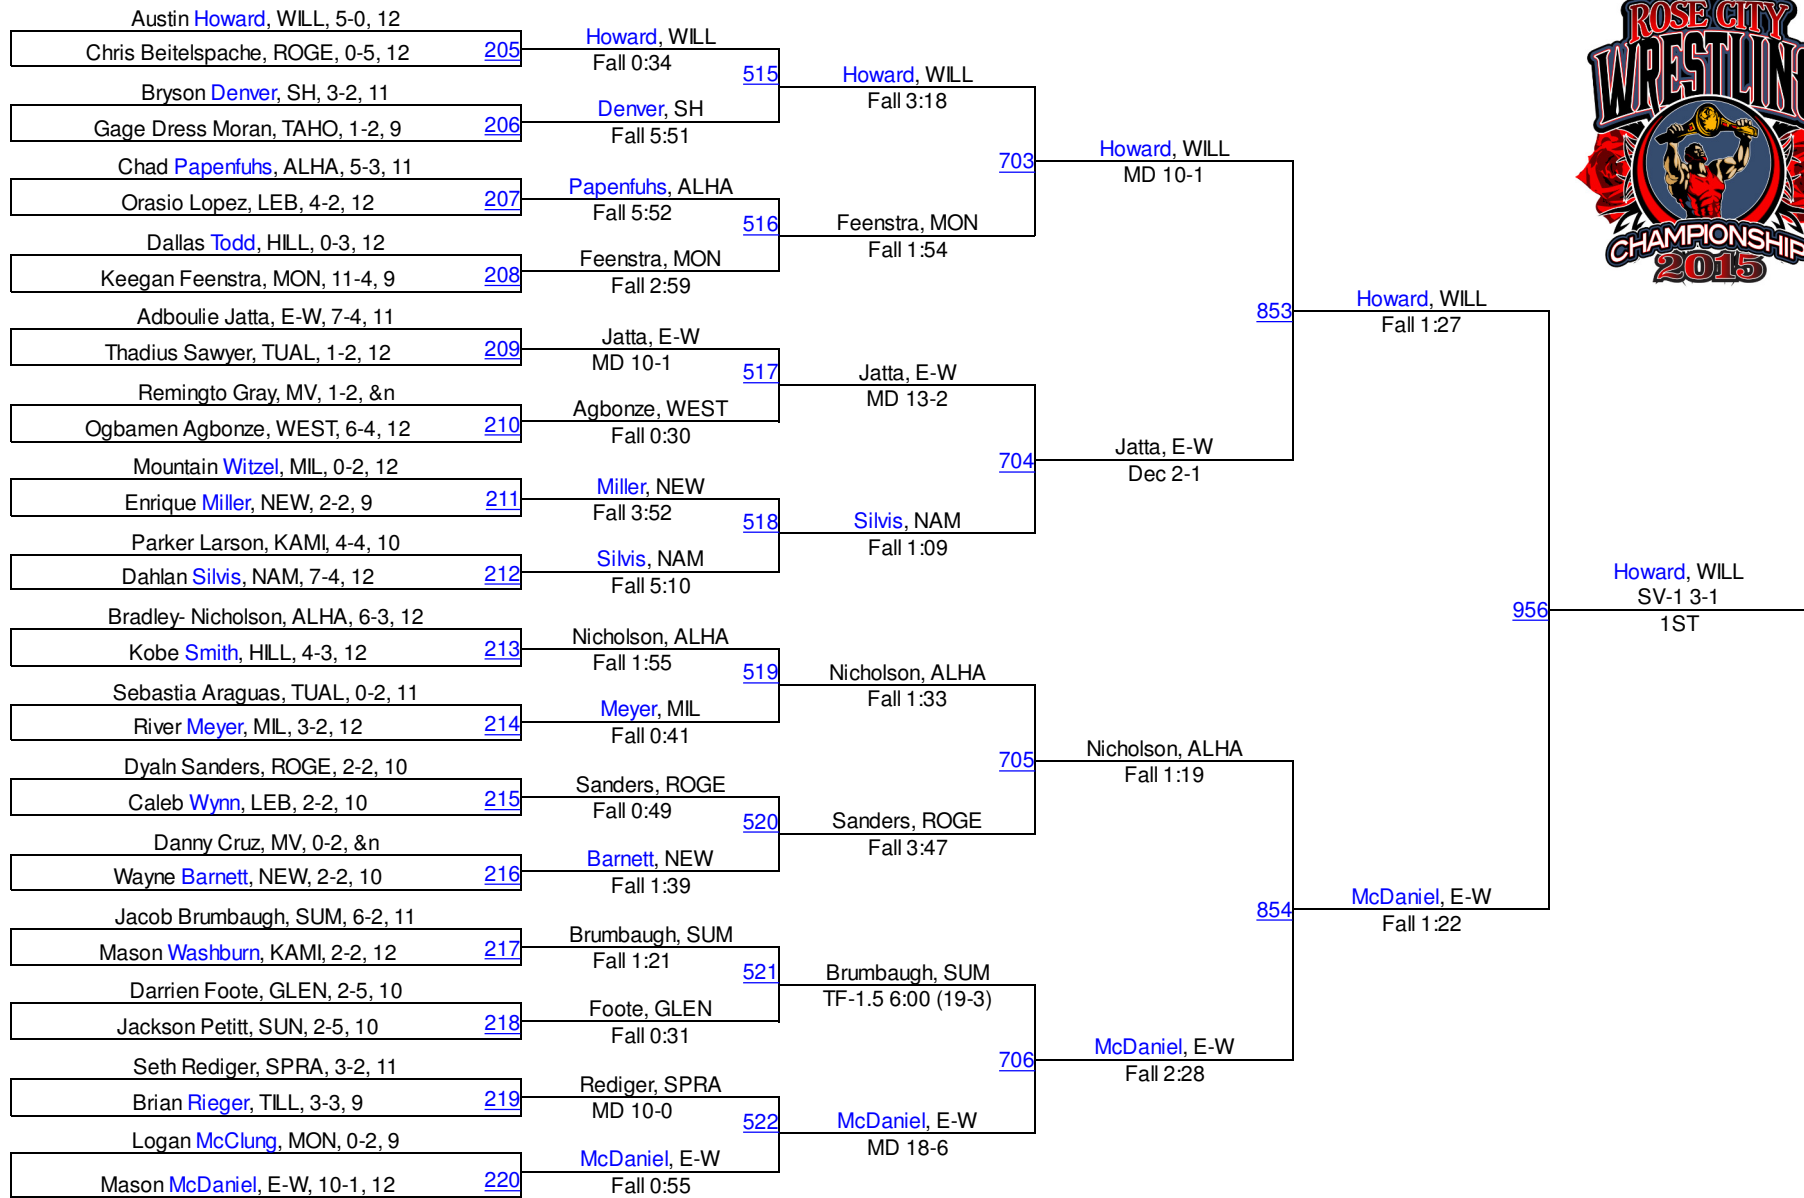 Austin Howard, WILL, 5-0, 12
Chris Beitelspache, ROGE, 0-5, 12
205
Bryson Denver, SH, 3-2, 11
Gage Dress Moran, TAHO, 1-2, 9
206
Chad Papenfuhs, ALHA, 5-3, 11
Orasio Lopez, LEB, 4-2, 12
207
Dallas Todd, HILL, 0-3, 12
Keegan Feenstra, MON, 11-4, 9
208
Adboulie Jatta, E-W, 7-4, 11
Thadius Sawyer, TUAL, 1-2, 12
209
Remingto Gray, MV, 1-2, &n
Ogbamen Agbonze, WEST, 6-4, 12
210
Mountain Witzel, MIL, 0-2, 12
Enrique Miller, NEW, 2-2, 9
211
Parker Larson, KAMI, 4-4, 10
Dahlan Silvis, NAM, 7-4, 12
212
Bradley- Nicholson, ALHA, 6-3, 12
Kobe Smith, HILL, 4-3, 12
213
Sebastia Araguas, TUAL, 0-2, 11
River Meyer, MIL, 3-2, 12
214
Dyaln Sanders, ROGE, 2-2, 10
Caleb Wynn, LEB, 2-2, 10
215
Danny Cruz, MV, 0-2, &n
Wayne Barnett, NEW, 2-2, 10
216
Jacob Brumbaugh, SUM, 6-2, 11
Mason Washburn, KAMI, 2-2, 12
217
Darrien Foote, GLEN, 2-5, 10
Jackson Petitt, SUN, 2-5, 10
218
Seth Rediger, SPRA, 3-2, 11
Brian Rieger, TILL, 3-3, 9
219
Logan McClung, MON, 0-2, 9
Mason McDaniel, E-W, 10-1, 12
220
Howard, WILL
Fall 0:34
515
Denver, SH
Fall 5:51
Papenfuhs, ALHA
Fall 5:52
516
Feenstra, MON
Fall 2:59
Jatta, E-W
MD 10-1
517
Agbonze, WEST
Fall 0:30
Miller, NEW
Fall 3:52
518
Silvis, NAM
Fall 5:10
Nicholson, ALHA
Fall 1:55
519
Meyer, MIL
Fall 0:41
Sanders, ROGE
Fall 0:49
520
Barnett, NEW
Fall 1:39
Brumbaugh, SUM
Fall 1:21
521
Foote, GLEN
Fall 0:31
Rediger, SPRA
MD 10-0
522
McDaniel, E-W
Fall 0:55
Howard, WILL
Fall 3:18
703
Feenstra, MON
Fall 1:54
Jatta, E-W
MD 13-2
704
Silvis, NAM
Fall 1:09
Nicholson, ALHA
Fall 1:33
705
Sanders, ROGE
Fall 3:47
Brumbaugh, SUM
TF-1.5 6:00 (19-3)
706
McDaniel, E-W
MD 18-6
Howard, WILL
MD 10-1
853
Jatta, E-W
Dec 2-1
Nicholson, ALHA
Fall 1:19
854
McDaniel, E-W
Fall 2:28
Howard, WILL
Fall 1:27
956
McDaniel, E-W
Fall 1:22
Howard, WILL
SV-1 3-1
1ST
ROSE CITY
WRESTLING
CHAMPIONSHIP
2015